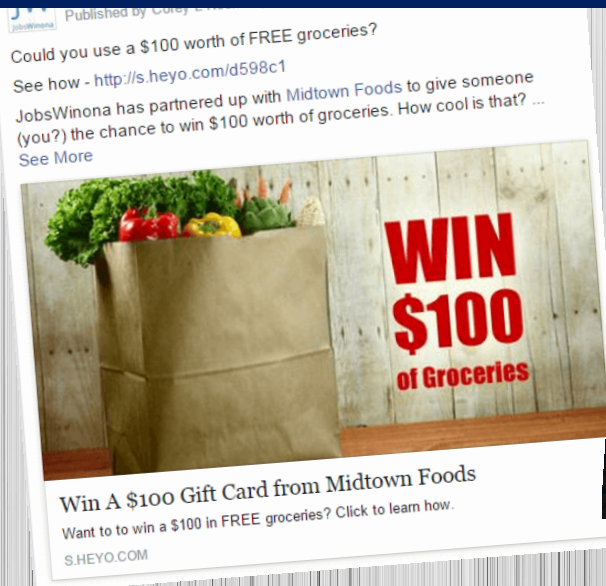 JobsWinona
Published by Corey
Could you use a $100 worth of FREE groceries?
See how - http://s.heyo.com/d598c1
JobsWinona has partnered up with Midtown Foods to give someone
(you?) the chance to win $100 worth of groceries. How cool is that? ...
See More
WIN
$100
of Groceries
Win A $100 Gift Card from Midtown Foods
Want to to win a $100 in FREE groceries? Click to learn how.
S.HEYO.COM